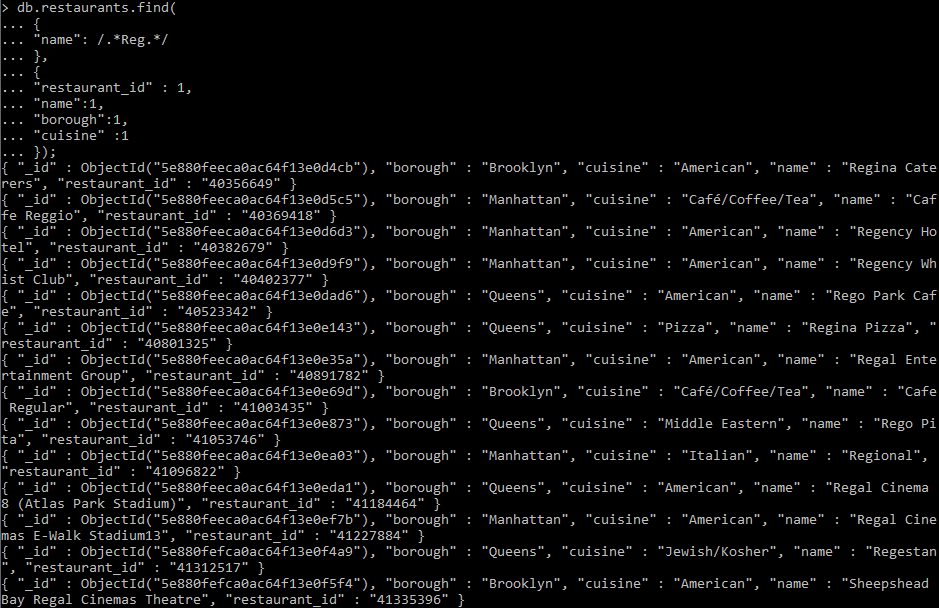 > db.restaurants.find(
... {
... "name": /.*Reg.*/
... },
... {
... "restaurant_id" : 1,
... "name":1,
... "borough":1,
... "cuisine" :1
... });
{ "_id" : ObjectId("5e880feeca0ac64f13e0d4cb"), "borough" : "Brooklyn", "cuisine" : "American", "name" : "Regina Cate
rers", "restaurant_id" : "40356649" }
{ "_id" : ObjectId("5e880feeca0ac64f13e0d5c5"), "borough" : "Manhattan", "cuisine" : "Café/Coffee/Tea", "name" : "Caf
fe Reggio", "restaurant_id" : "40369418" }
{ "_id" : ObjectId("5e880feeca0ac64f13e0d6d3"), "borough" : "Manhattan", "cuisine" : "American", "name" : "Regency Ho
tel", "restaurant_id" : "40382679" }
{ "_id" : ObjectId("5e880feeca0ac64f13e0d9f9"), "borough" : "Manhattan", "cuisine" : "American", "name" : "Regency Wh
ist Club", "restaurant_id" : "40402377" }
{ "_id" : ObjectId("5e880feeca0ac64f13e0dad6"), "borough" : "Queens", "cuisine" : "American", "name" : "Rego Park Caf
e", "restaurant_id" : "40523342" }
{ "_id" : ObjectId("5e880feeca0ac64f13e0e143"), "borough" : "Queens", "cuisine" : "Pizza", "name" : "Regina Pizza", "
restaurant_id" : "40801325" }
{ "_id" : ObjectId("5e880feeca0ac64f13e0e35a"), "borough" : "Manhattan", "cuisine" : "American", "name" : "Regal Ente
rtainment Group", "restaurant_id" : "40891782" }
{ "_id" : ObjectId("5e880feeca0ac64f13e0e69d"), "borough" : "Brooklyn", "cuisine" : "Café/Coffee/Tea", "name" : "Cafe
 Regular", "restaurant_id" : "41003435" }
{ "_id" : ObjectId("5e880feeca0ac64f13e0e873"), "borough" : "Queens", "cuisine" : "Middle Eastern", "name" : "Rego Pi
ta", "restaurant_id" : "41053746" }
{ "_id" : ObjectId("5e880feeca0ac64f13e0ea03"), "borough" : "Manhattan", "cuisine" : "Italian", "name" : "Regional",
"restaurant_id" : "41096822" }
{ "_id" : ObjectId("5e880feeca0ac64f13e0eda1"), "borough" : "Queens", "cuisine" : "American", "name" : "Regal Cinema
8 (Atlas Park Stadium)", "restaurant_id" : "41184464" }
{ "_id" : ObjectId("5e880feeca0ac64f13e0ef7b"), "borough" : "Manhattan", "cuisine" : "American", "name" : "Regal Cine
mas E-Walk Stadium13", "restaurant_id" : "41227884" }
{ "_id" : ObjectId("5e880fefca0ac64f13e0f4a9"), "borough" : "Queens", "cuisine" : "Jewish/Kosher", "name" : "Regestan
", "restaurant_id" : "41312517" }
{ "_id" : ObjectId("5e880fefca0ac64f13e0f5f4"), "borough" : "Brooklyn", "cuisine" : "American", "name" : "Sheepshead
Bay Regal Cinemas Theatre", "restaurant_id" : "41335396" }